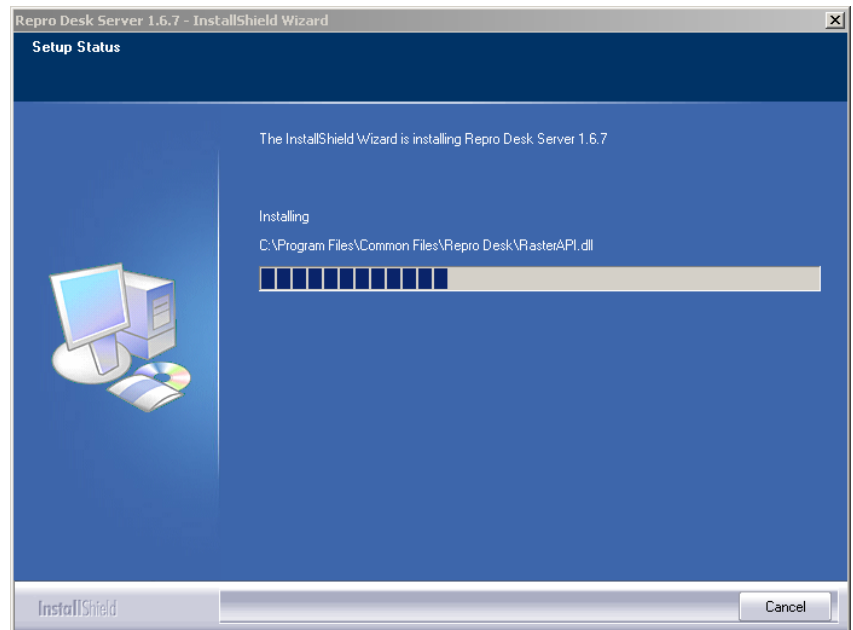 Repro Desk Server 1.6.7 - InstallShield Wizard
Setup Status
The InstallShield Wizard is installing Repro Desk Server 1.6.7
Installing
C:\Program Files\Common Files\Repro Desk\RasterAPI.dll
InstallShield
Cancel